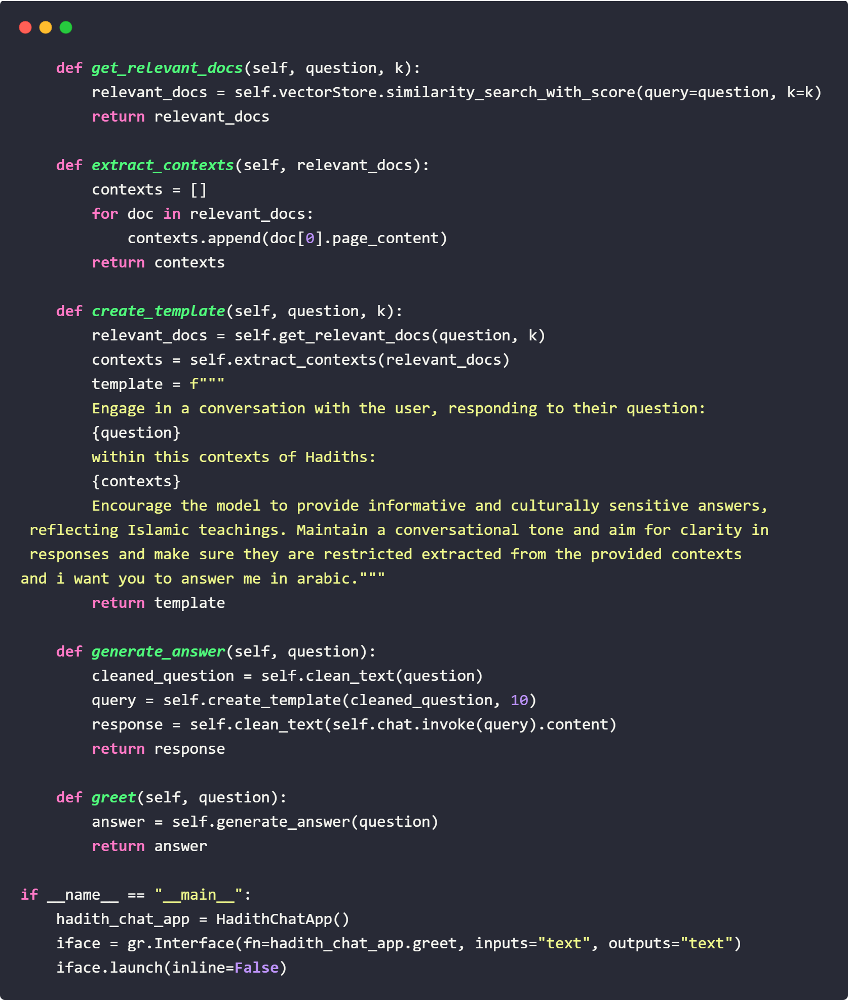 def get_relevant_docs(self, question, k):
        relevant_docs = self.vectorStore.similarity_search_with_score(query=question, k=k)
        return relevant_docs

    def extract_contexts(self, relevant_docs):
        contexts = []
        for doc in relevant_docs:
            contexts.append(doc[0].page_content)
        return contexts

    def create_template(self, question, k):
        relevant_docs = self.get_relevant_docs(question, k)
        contexts = self.extract_contexts(relevant_docs)
        template = f"""
        Engage in a conversation with the user, responding to their question:
        {question}
        within this contexts of Hadiths:
        {contexts}
        Encourage the model to provide informative and culturally sensitive answers,
 reflecting Islamic teachings. Maintain a conversational tone and aim for clarity in
 responses and make sure they are restricted extracted from the provided contexts
and i want you to answer me in arabic."""
        return template

    def generate_answer(self, question):
        cleaned_question = self.clean_text(question)
        query = self.create_template(cleaned_question, 10)
        response = self.clean_text(self.chat.invoke(query).content)
        return response

    def greet(self, question):
        answer = self.generate_answer(question)
        return answer

if __name__ == "__main__":
    hadith_chat_app = HadithChatApp()
    iface = gr.Interface(fn=hadith_chat_app.greet, inputs="text", outputs="text")
    iface.launch(inline=False)